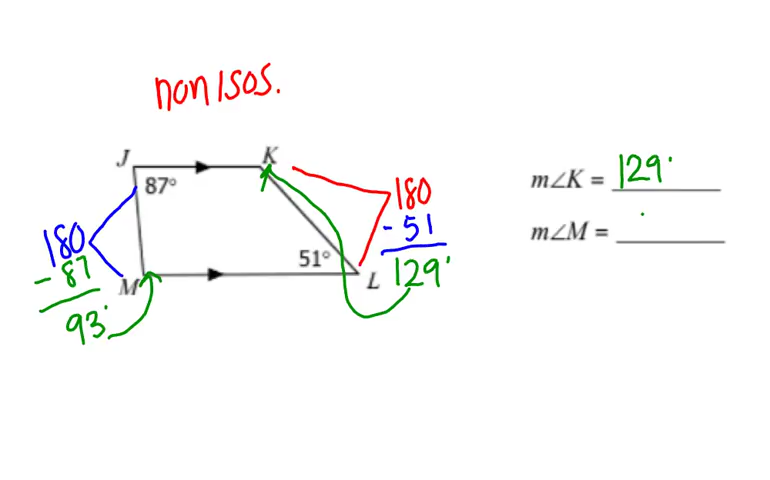 non isos.
J
K
87°
180
- 51
129°
m∠K = 129°
m∠M =
180
- 87
93°
M
51°
L